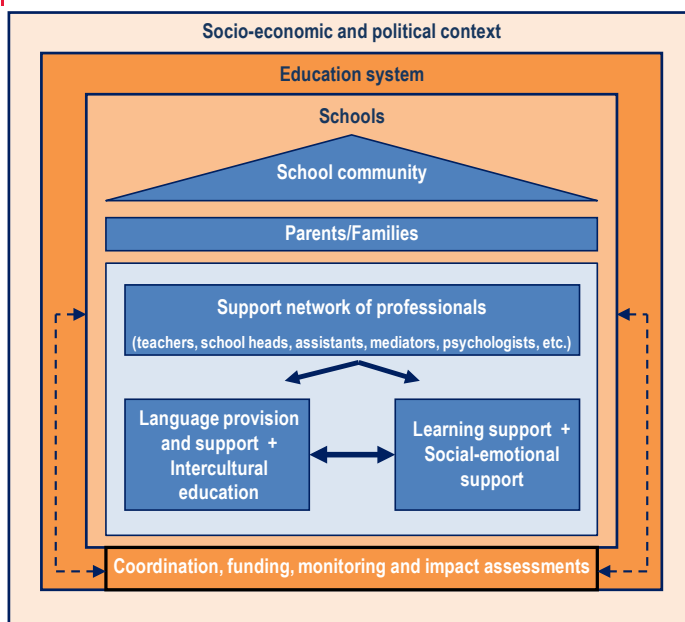 Socio-economic and political context
Education system
Schools
School community
Parents/Families
Support network of professionals
(teachers, school heads, assistants, mediators, psychologists, etc.)
Language provision
and support +
Intercultural
education
Learning support +
Social-emotional
support
Coordination, funding, monitoring and impact assessments